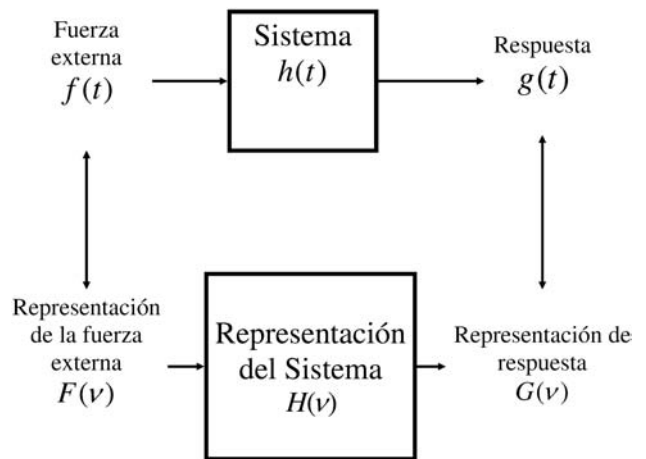 Fuerza
externa
f(t)
Sistema
h(t)
Respuesta
g(t)
Representación
de la fuerza
externa
F(ν)
Representación
del Sistema
H(ν)
Representación de
respuesta
G(ν)